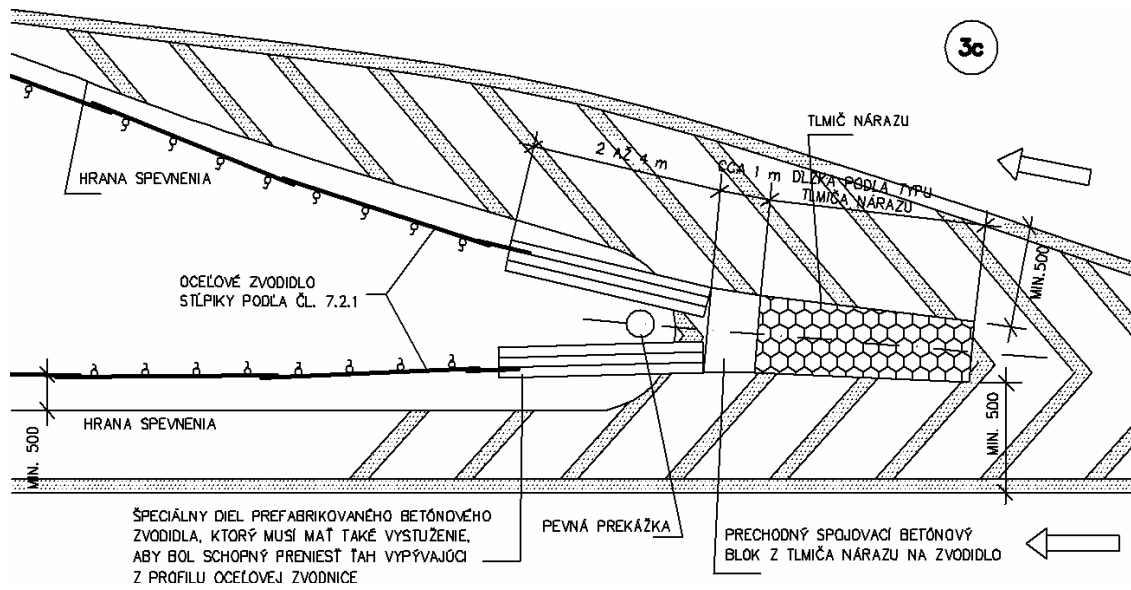 3c
TLMIČ NÁRAZU
2 AŽ 4 m
CCA 1 m
DĹŽKA PODĽA TYPU
TLMIČA NÁRAZU
HRANA SPEVNENIA
MIN.500
OCEĽOVÉ ZVODIDLO
STĹPIKY PODĽA ČL. 7.2.1
HRANA SPEVNENIA
MIN. 500
MIN. 500
ŠPECIÁLNY DIEL PREFABRIKOVANÉHO BETÓNOVÉHO
ZVODIDLA, KTORÝ MUSÍ MAŤ TAKÉ VYSTUŽENIE,
ABY BOL SCHOPNÝ PRENIESŤ ŤAH VYPÝVAJÚCI
Z PROFILU OCEĽOVEJ ZVODNICE
PEVNÁ PREKÁŽKA
PRECHODNÝ SPOJOVACÍ BETÓNOVÝ
BLOK Z TLMIČA NÁRAZU NA ZVODIDLO